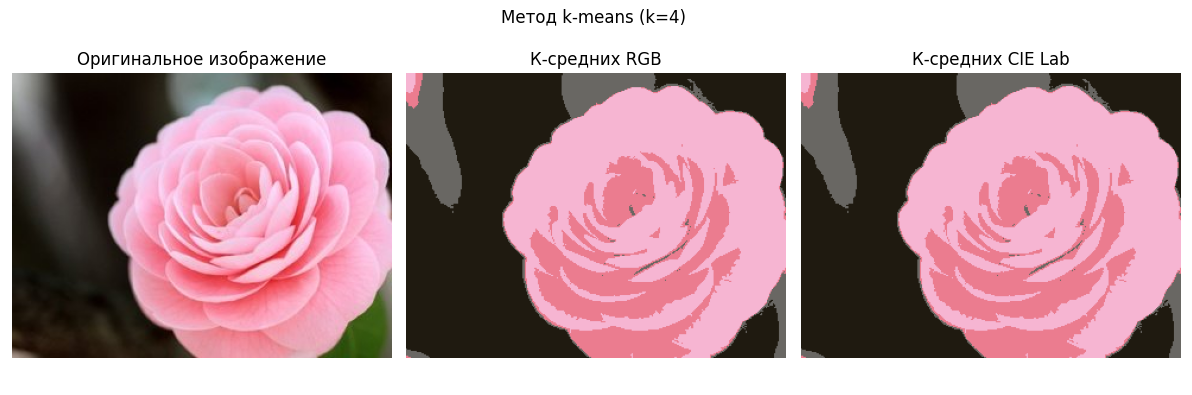 Метод k-means (k=4)
Оригинальное изображение
К-средних RGB
К-средних CIE Lab